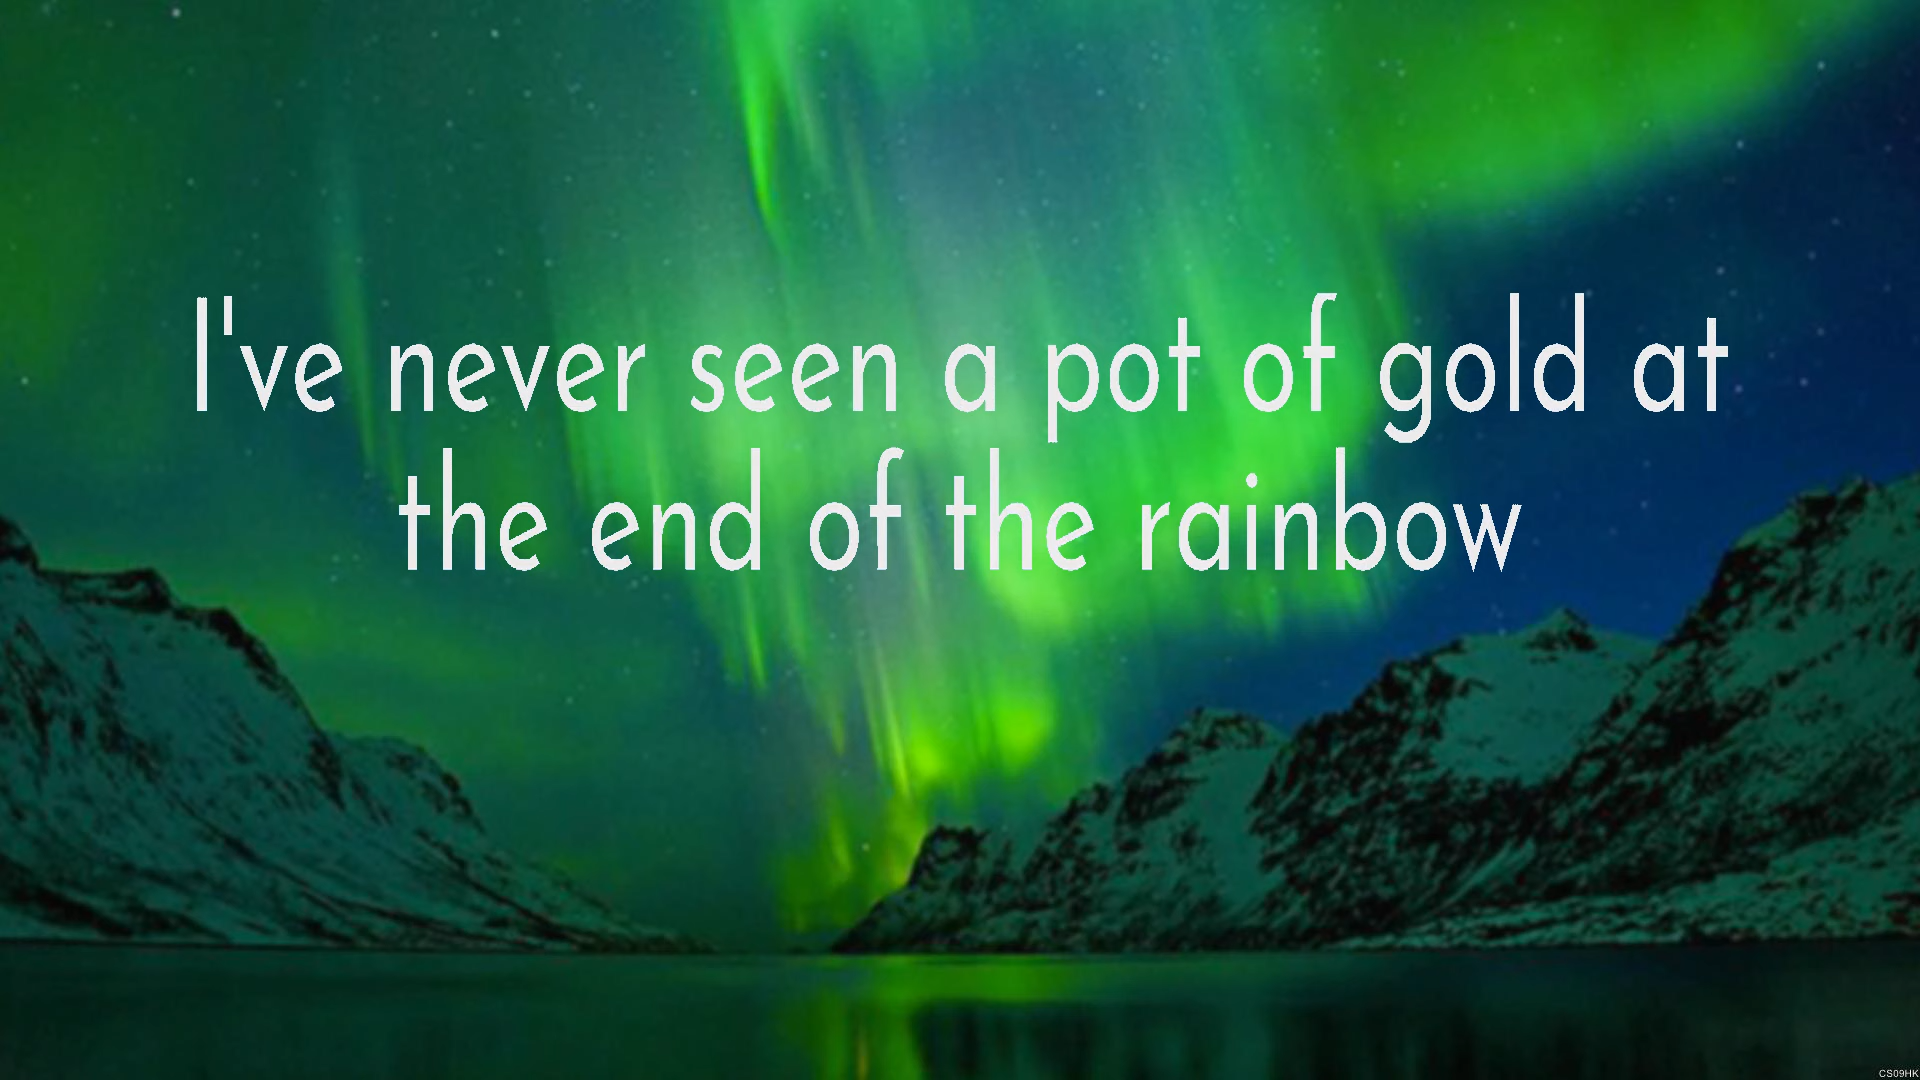 I've never seen a pot of gold at
the end of the rainbow
CS09HK